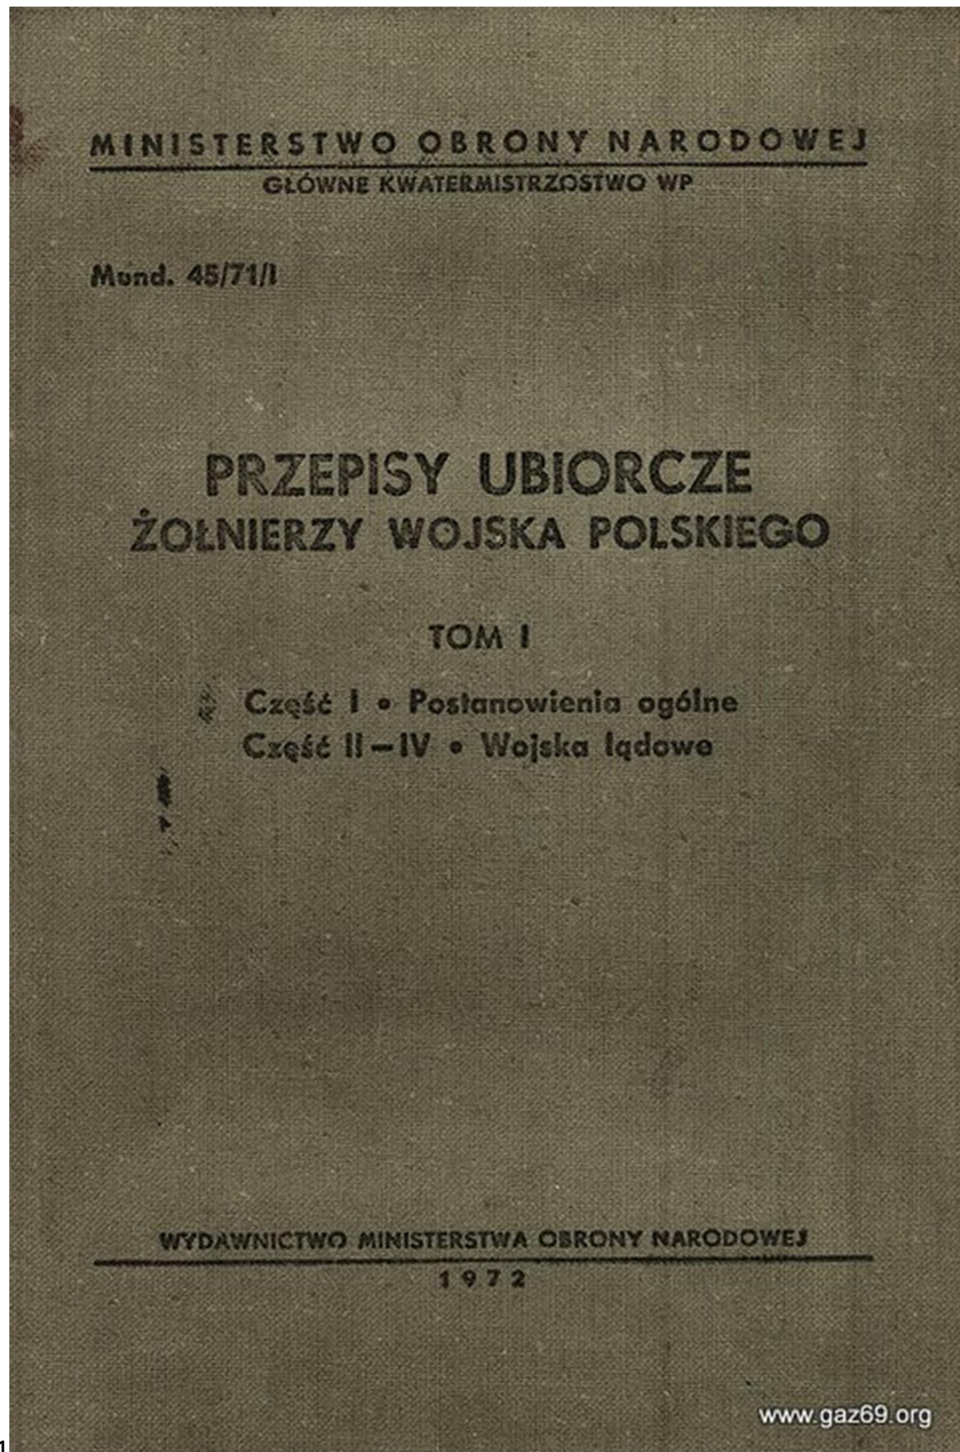 MINISTERSTWO OBRONY NARODOWEJ
GŁÓWNE KWATERMISTRZOSTWO WP
Mund. 45/71/I
PRZEPISY UBIORCZE
ŻOŁNIERZY WOJSKA POLSKIEGO
TOM I
Część I • Postanowienia ogólne
Część II – IV • Wojska lądowe
WYDAWNICTWO MINISTERSTWA OBRONY NARODOWEJ
1972
www.gaz69.org
1